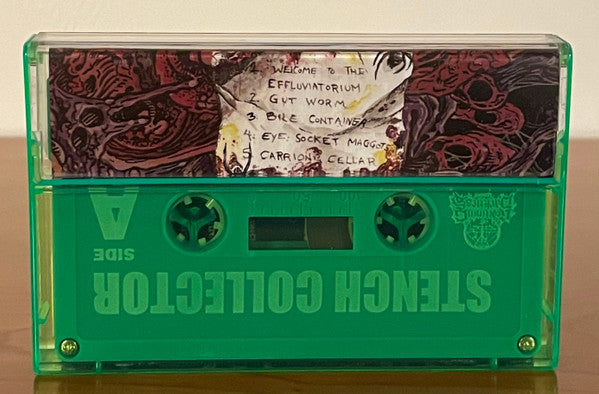 1. WELCOME TO THE
EFFLUVIATORIUM
2. GUT WORM
3 BILE CONTAINER
4. EYE SOCKET MAGGOT
5 CARRION CELLAR
A
SIDE
STENCH COLLECTOR